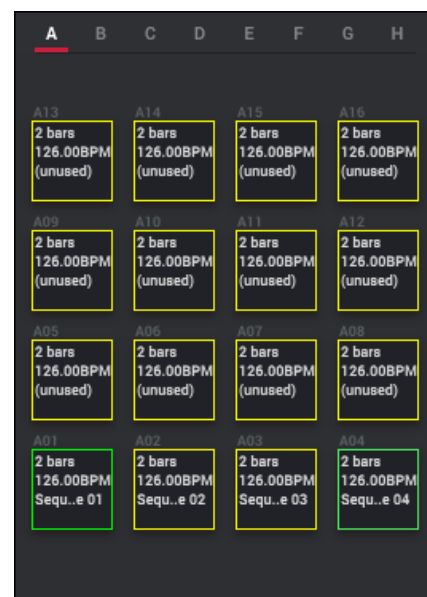 A B C D E F G H
A13 A14 A15 A16
2 bars 2 bars 2 bars 2 bars
126.00BPM 126.00BPM 126.00BPM 126.00BPM
(unused) (unused) (unused) (unused)
A09 A10 A11 A12
2 bars 2 bars 2 bars 2 bars
126.00BPM 126.00BPM 126.00BPM 126.00BPM
(unused) (unused) (unused) (unused)
A05 A06 A07 A08
2 bars 2 bars 2 bars 2 bars
126.00BPM 126.00BPM 126.00BPM 126.00BPM
(unused) (unused) (unused) (unused)
A01 A02 A03 A04
2 bars 2 bars 2 bars 2 bars
126.00BPM 126.00BPM 126.00BPM 126.00BPM
Sequ..e 01 Sequ..e 02 Sequ..e 03 Sequ..e 04